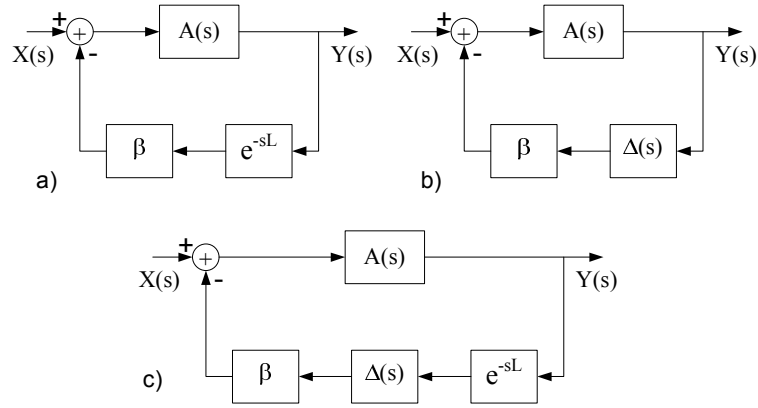 + + A(s) + + A(s)
X(s) - Y(s) X(s) - Y(s)
β e^-sL β Δ(s)
a) b)
+ + A(s)
X(s) - Y(s)
β Δ(s) e^-sL
c)